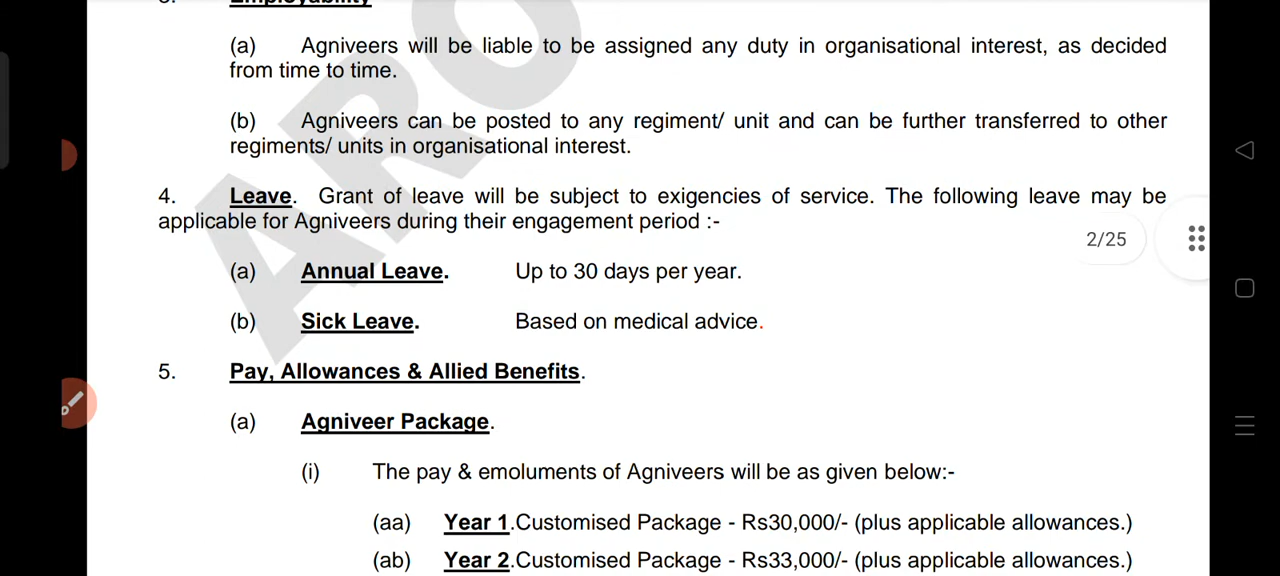 Employability
(a) Agniveers will be liable to be assigned any duty in organisational interest, as decided
from time to time.
(b) Agniveers can be posted to any regiment/ unit and can be further transferred to other
regiments/ units in organisational interest.
4. Leave. Grant of leave will be subject to exigencies of service. The following leave may be
applicable for Agniveers during their engagement period :-
2/25
(a) Annual Leave. Up to 30 days per year.
(b) Sick Leave. Based on medical advice.
5. Pay, Allowances & Allied Benefits.
(a) Agniveer Package.
(i) The pay & emoluments of Agniveers will be as given below:-
(aa) Year 1.Customised Package - Rs30,000/- (plus applicable allowances.)
(ab) Year 2.Customised Package - Rs33,000/- (plus applicable allowances.)
ARO